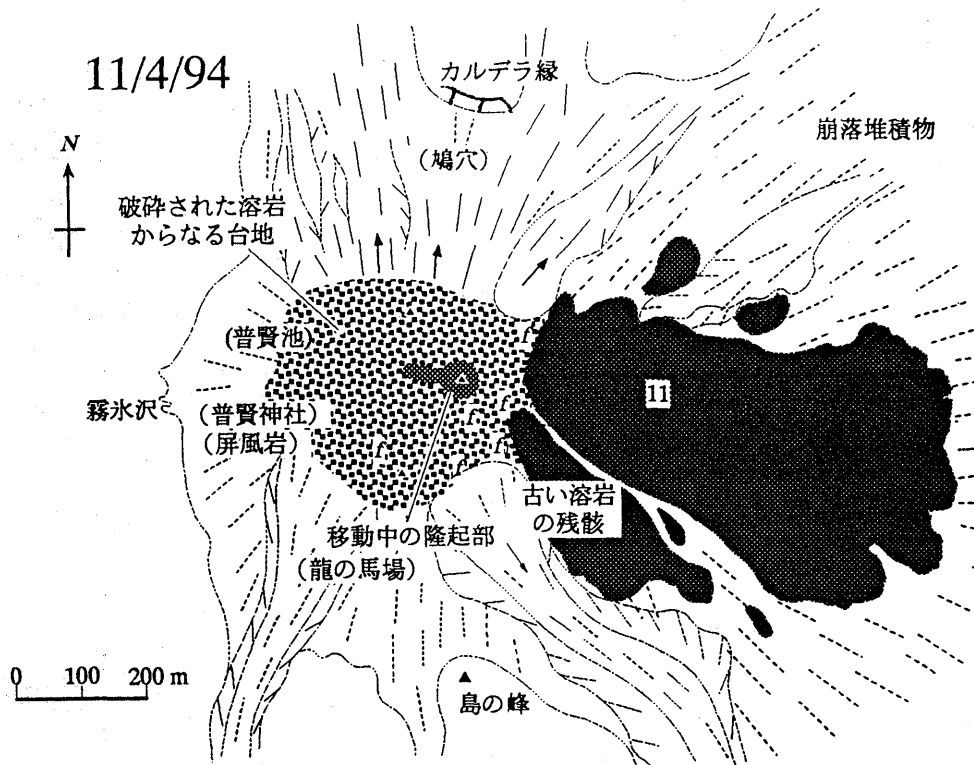 11/4/94
カルデラ縁
N
(鳩穴)
崩落堆積物
破砕された溶岩
からなる台地
(普賢池)
f
11
霧氷沢
(普賢神社)
(屏風岩)
f
f
f
f
f
古い溶岩
の残骸
移動中の隆起部
(龍の馬場)
0 100 200 m
島の峰